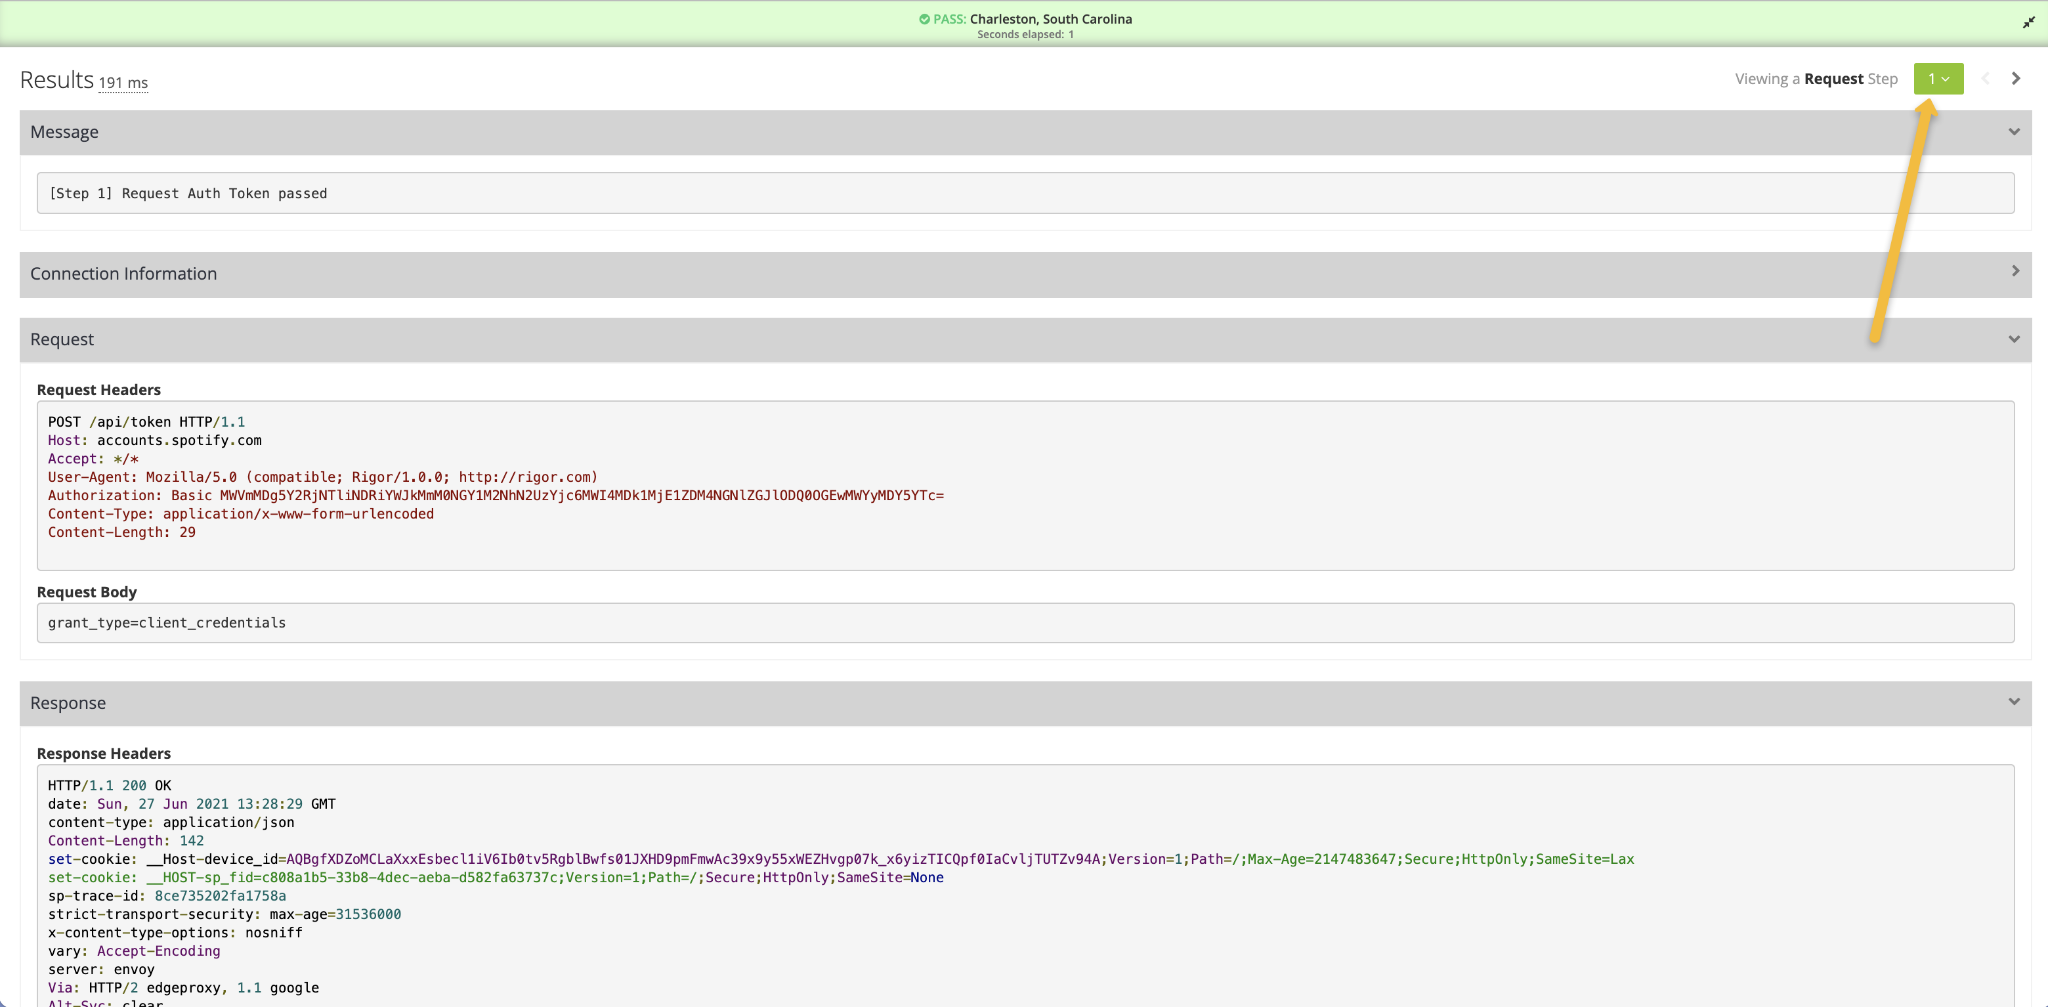 PASS: Charleston, South Carolina
Seconds elapsed: 1
Results 191 ms
Viewing a Request Step 1
Message
[Step 1] Request Auth Token passed
Connection Information
Request
Request Headers
POST /api/token HTTP/1.1
Host: accounts.spotify.com
Accept: */*
User-Agent: Mozilla/5.0 (compatible; Rigor/1.0.0; http://rigor.com)
Authorization: Basic MWVmMDg5Y2RjNTliNDRiYWJkMmM0NGY1M2NhN2UzYjc6MWI4MDk1MjE1ZDM4NGNlZGJlODQ0OGEwMWYyMDY5YTc=
Content-Type: application/x-www-form-urlencoded
Content-Length: 29
Request Body
grant_type=client_credentials
Response
Response Headers
HTTP/1.1 200 OK
date: Sun, 27 Jun 2021 13:28:29 GMT
content-type: application/json
Content-Length: 142
set-cookie: __Host-device_id=AQBgfXDZoMCLaXxxEsbecl1iV6Ib0tv5RgblBwfs01JXHD9pmFmwAc39x9y55xWEZHvgp07k_x6yizTICQpf0IaCvljTUTZv94A;Version=1;Path=/;Max-Age=2147483647;Secure;HttpOnly;SameSite=Lax
set-cookie: __HOST-sp_fid=c808a1b5-33b8-4dec-aeba-d582fa63737c;Version=1;Path=/;Secure;HttpOnly;SameSite=None
sp-trace-id: 8ce735202fa1758a
strict-transport-security: max-age=31536000
x-content-type-options: nosniff
vary: Accept-Encoding
server: envoy
Via: HTTP/2 edgeproxy, 1.1 google
Alt-Svc: clear